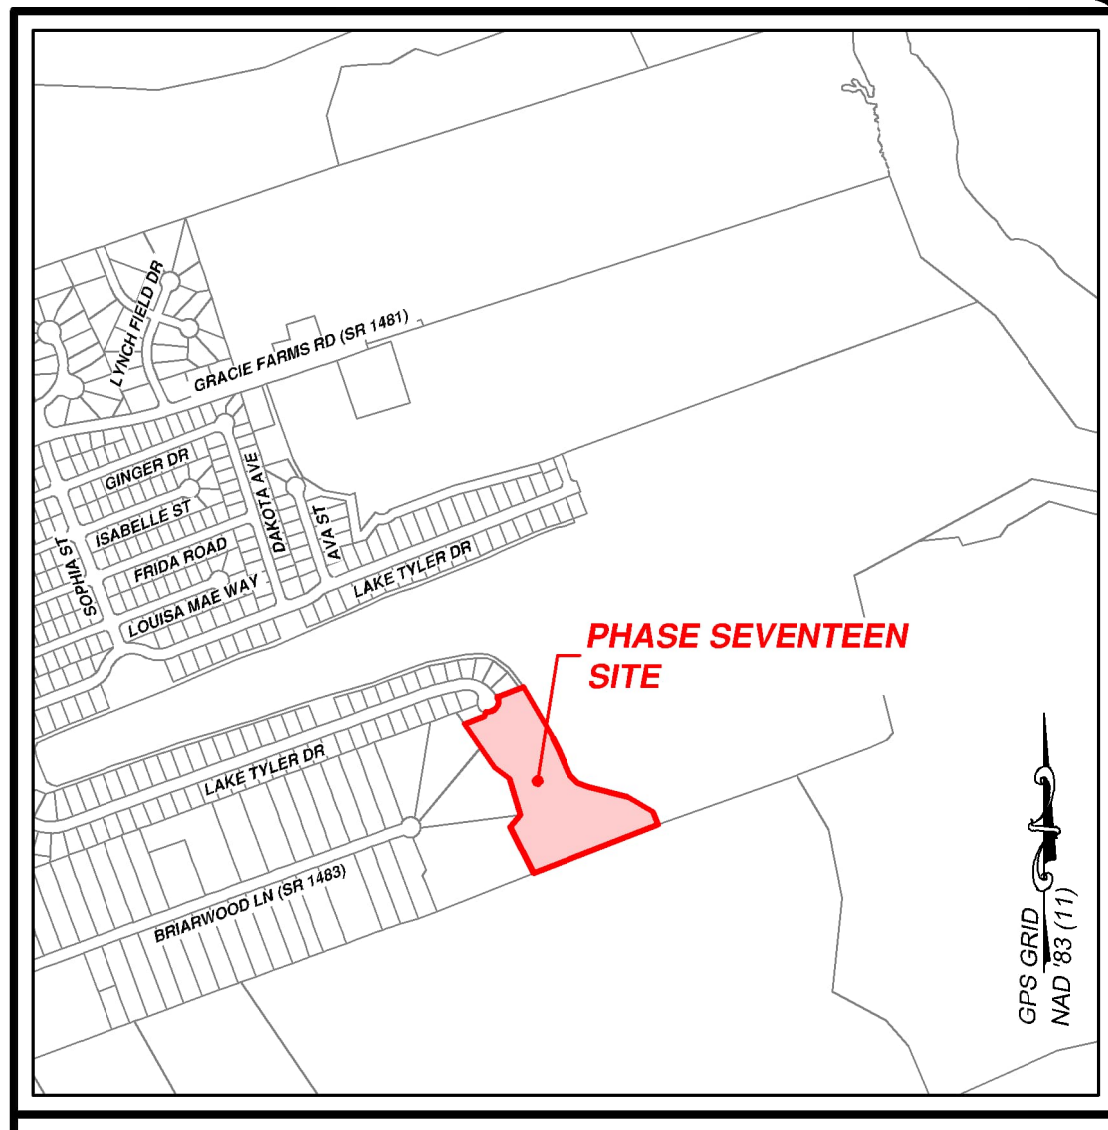 LYNCH FIELD DR
GRACIE FARMS RD (SR 1481)
GINGER DR
ISABELLE ST
FRIDA ROAD
LOUISA MAE WAY
SOPHIA ST
DAKOTA AVE
AVA ST
LAKE TYLER DR
PHASE SEVENTEEN
SITE
LAKE TYLER DR
BRIARWOOD LN (SR 1483)
GPS GRID
NAD '83 (11)